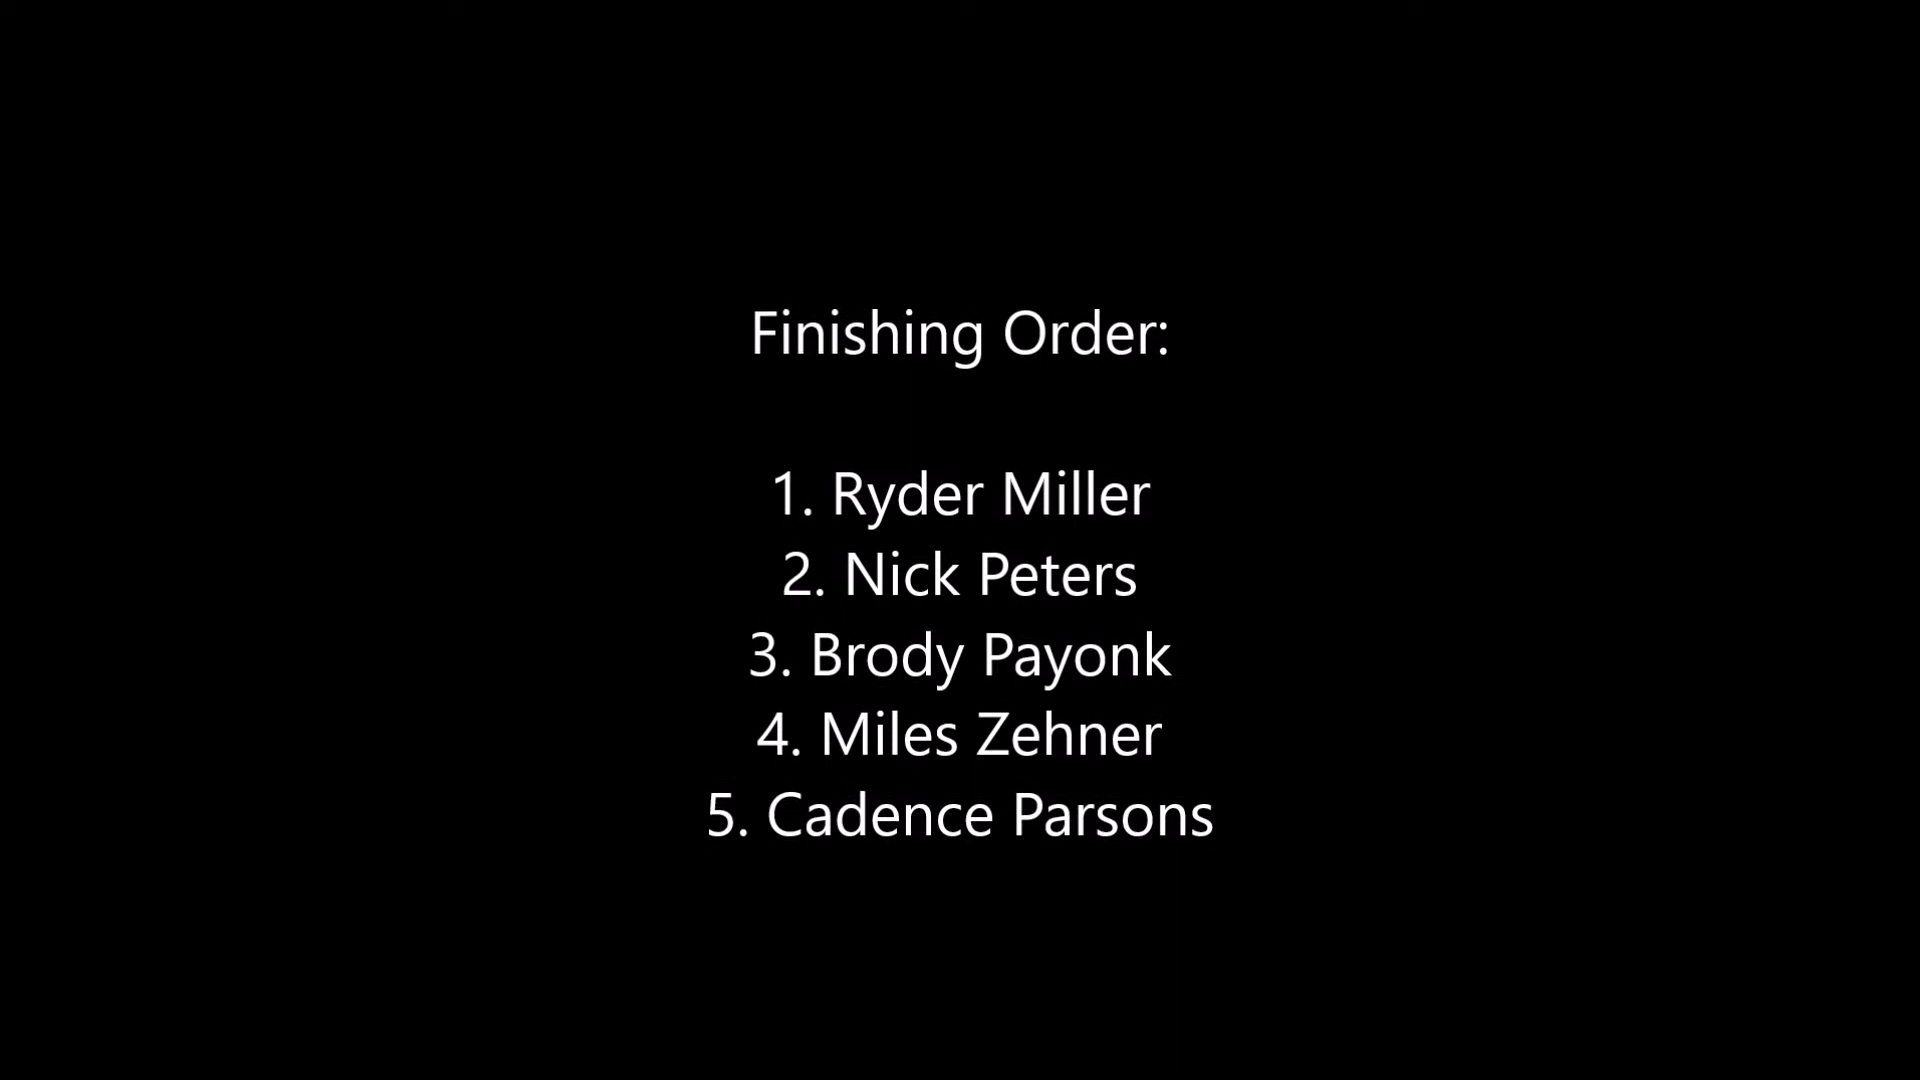 Finishing Order:
1. Ryder Miller
2. Nick Peters
3. Brody Payonk
4. Miles Zehner
5. Cadence Parsons